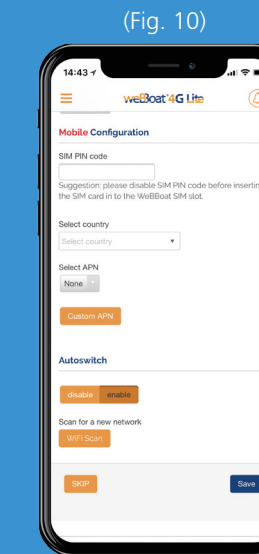 (Fig. 10)
14:43
weBBoat®4G Lite
Mobile Configuration
SIM PIN code
Suggestion: please disable SIM PIN code before insertin
the SIM card in to the WeBBoat SIM slot.
Select country
Select country
Select APN
None
Custom APN
Autoswitch
disable enable
Scan for a new network
WiFi Scan
SKIP Save